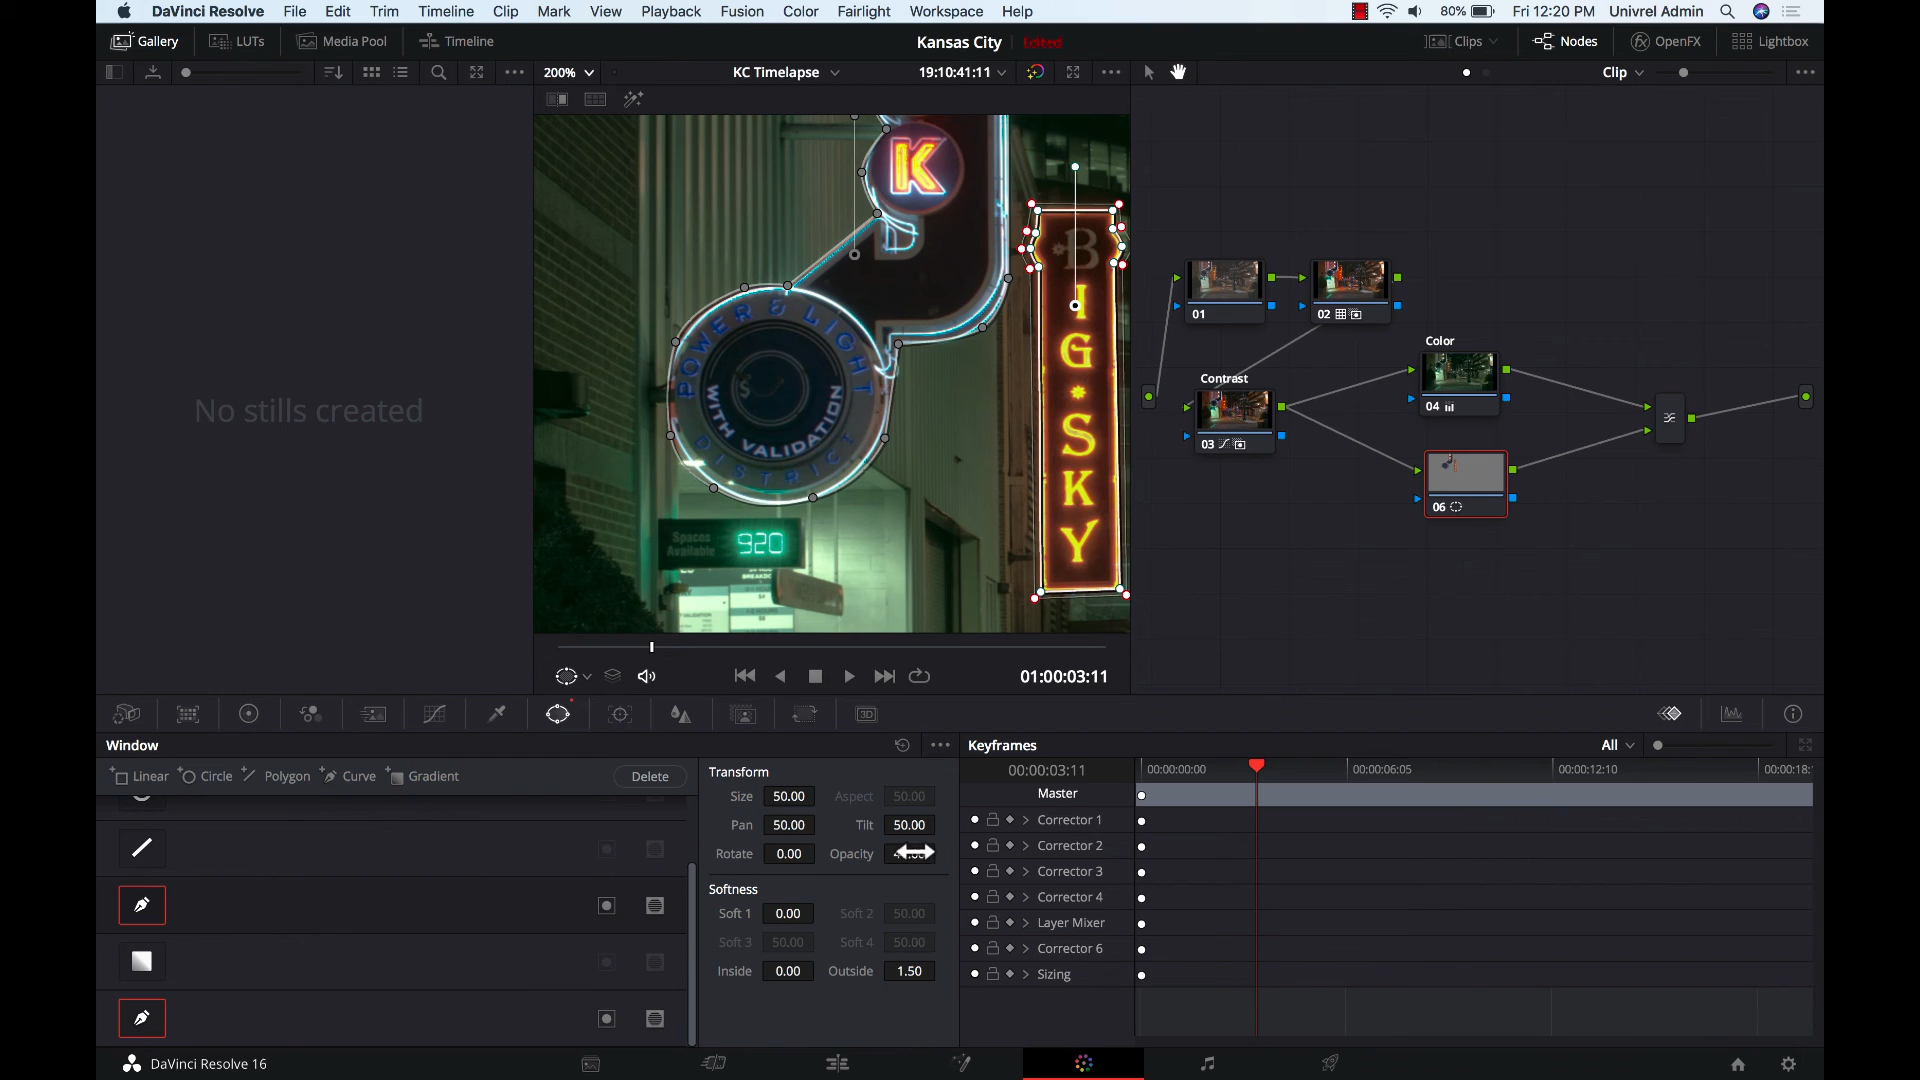 DaVinci Resolve File Edit Trim Timeline Clip Mark View Playback Fusion Color Fairlight Workspace Help 80% Fri 12:20 PM Univrel Admin
Gallery LUTs Media Pool Timeline Kansas City Edited Clips Nodes OpenFX Lightbox
200% KC Timelapse 19:10:41:11 Clip
No stills created
K
POWER & LIGHT
WITH VALIDATION
DISTRICT
Spaces
Available
920
B
I
G
S
K
Y
01
02
Contrast
03
Color
04
06
01:00:03:11
3D
Window
Linear Circle Polygon Curve Gradient Delete
Transform
Size 50.00 Aspect 50.00
Pan 50.00 Tilt 50.00
Rotate 0.00 Opacity
Softness
Soft 1 0.00 Soft 2 50.00
Soft 3 50.00 Soft 4 50.00
Inside 0.00 Outside 1.50
Keyframes All
00:00:03:11 00:00:00:00 00:00:06:05 00:00:12:10 00:00:18:
Master
Corrector 1
Corrector 2
Corrector 3
Corrector 4
Layer Mixer
Corrector 6
Sizing
DaVinci Resolve 16